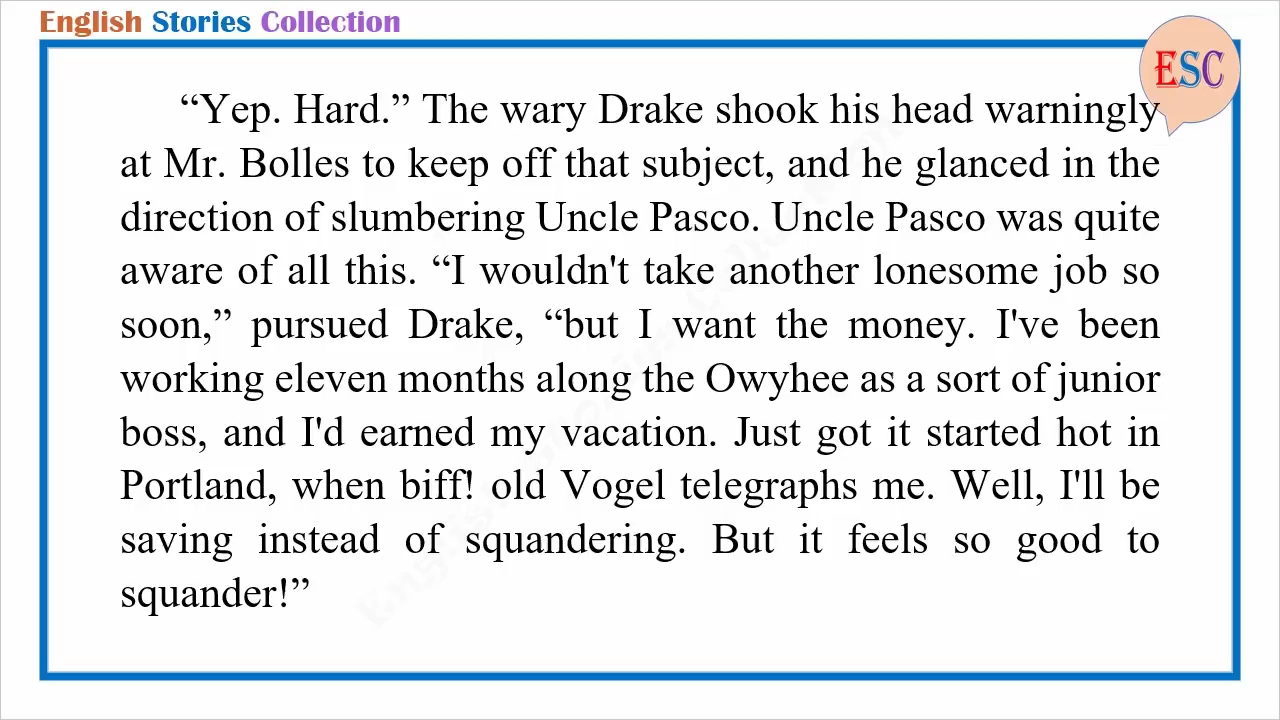 English Stories Collection
ESC
“Yep. Hard.” The wary Drake shook his head warningly
at Mr. Bolles to keep off that subject, and he glanced in the
direction of slumbering Uncle Pasco. Uncle Pasco was quite
aware of all this. “I wouldn't take another lonesome job so
soon,” pursued Drake, “but I want the money. I've been
working eleven months along the Owyhee as a sort of junior
boss, and I'd earned my vacation. Just got it started hot in
Portland, when biff! old Vogel telegraphs me. Well, I'll be
saving instead of squandering. But it feels so good to
squander!”